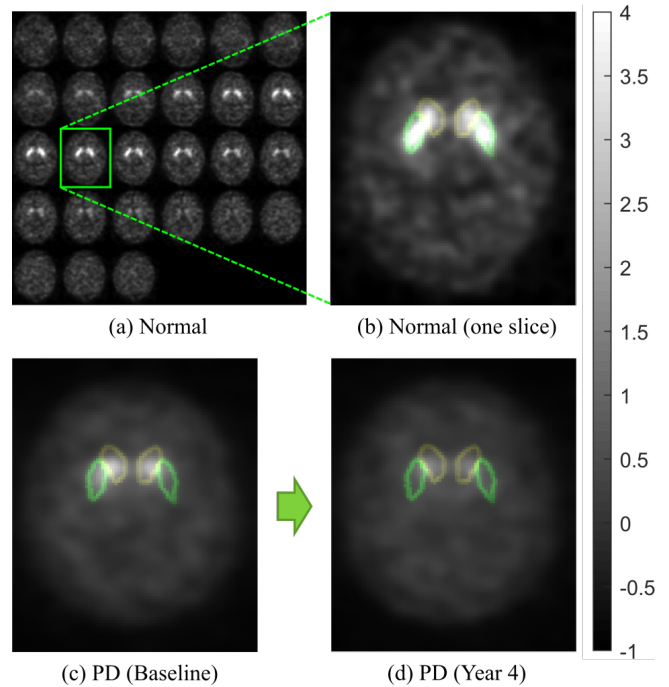 (a) Normal
(b) Normal (one slice)
4
3.5
3
2.5
2
1.5
1
0.5
0
-0.5
-1
(c) PD (Baseline)
(d) PD (Year 4)